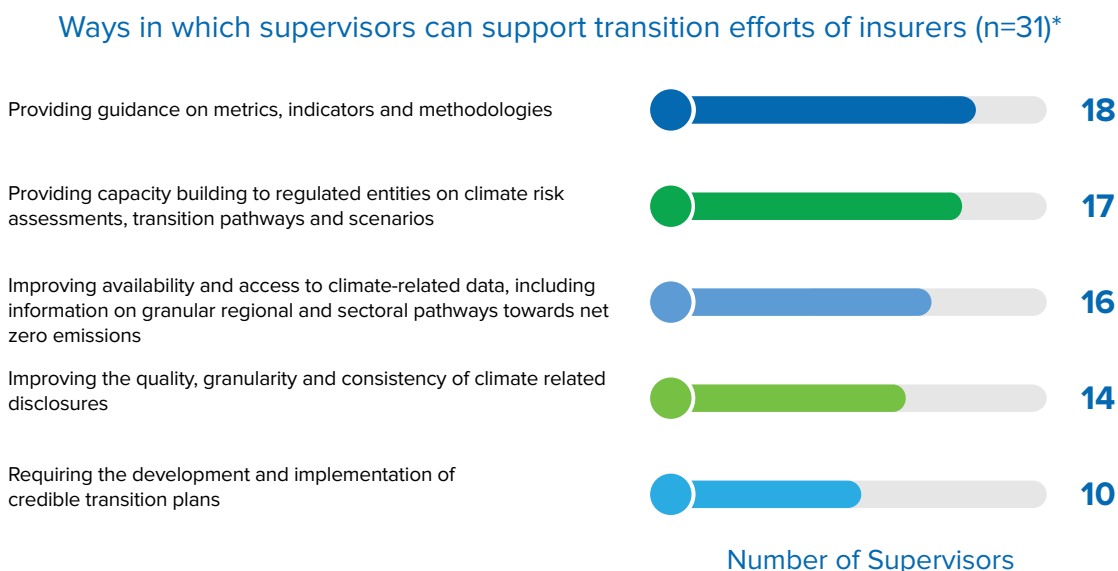 Ways in which supervisors can support transition efforts of insurers (n=31)*
Providing guidance on metrics, indicators and methodologies
18
Providing capacity building to regulated entities on climate risk
assessments, transition pathways and scenarios
17
Improving availability and access to climate-related data, including
information on granular regional and sectoral pathways towards net
zero emissions
16
Improving the quality, granularity and consistency of climate related
disclosures
14
Requiring the development and implementation of
credible transition plans
10
Number of Supervisors